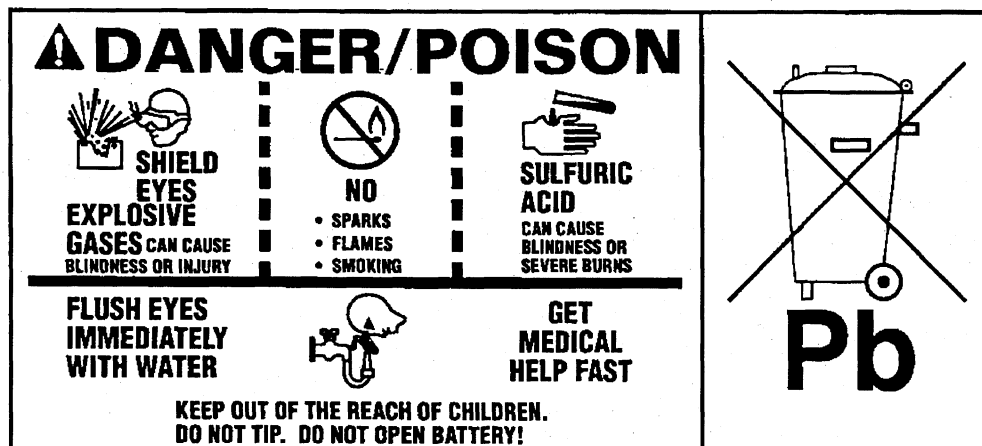 DANGER/POISON
SHIELD
EYES
EXPLOSIVE
GASES CAN CAUSE
BLINDNESS OR INJURY
NO
• SPARKS
• FLAMES
• SMOKING
SULFURIC
ACID
CAN CAUSE
BLINDNESS OR
SEVERE BURNS
FLUSH EYES
IMMEDIATELY
WITH WATER
GET
MEDICAL
HELP FAST
KEEP OUT OF THE REACH OF CHILDREN.
DO NOT TIP. DO NOT OPEN BATTERY!
Pb